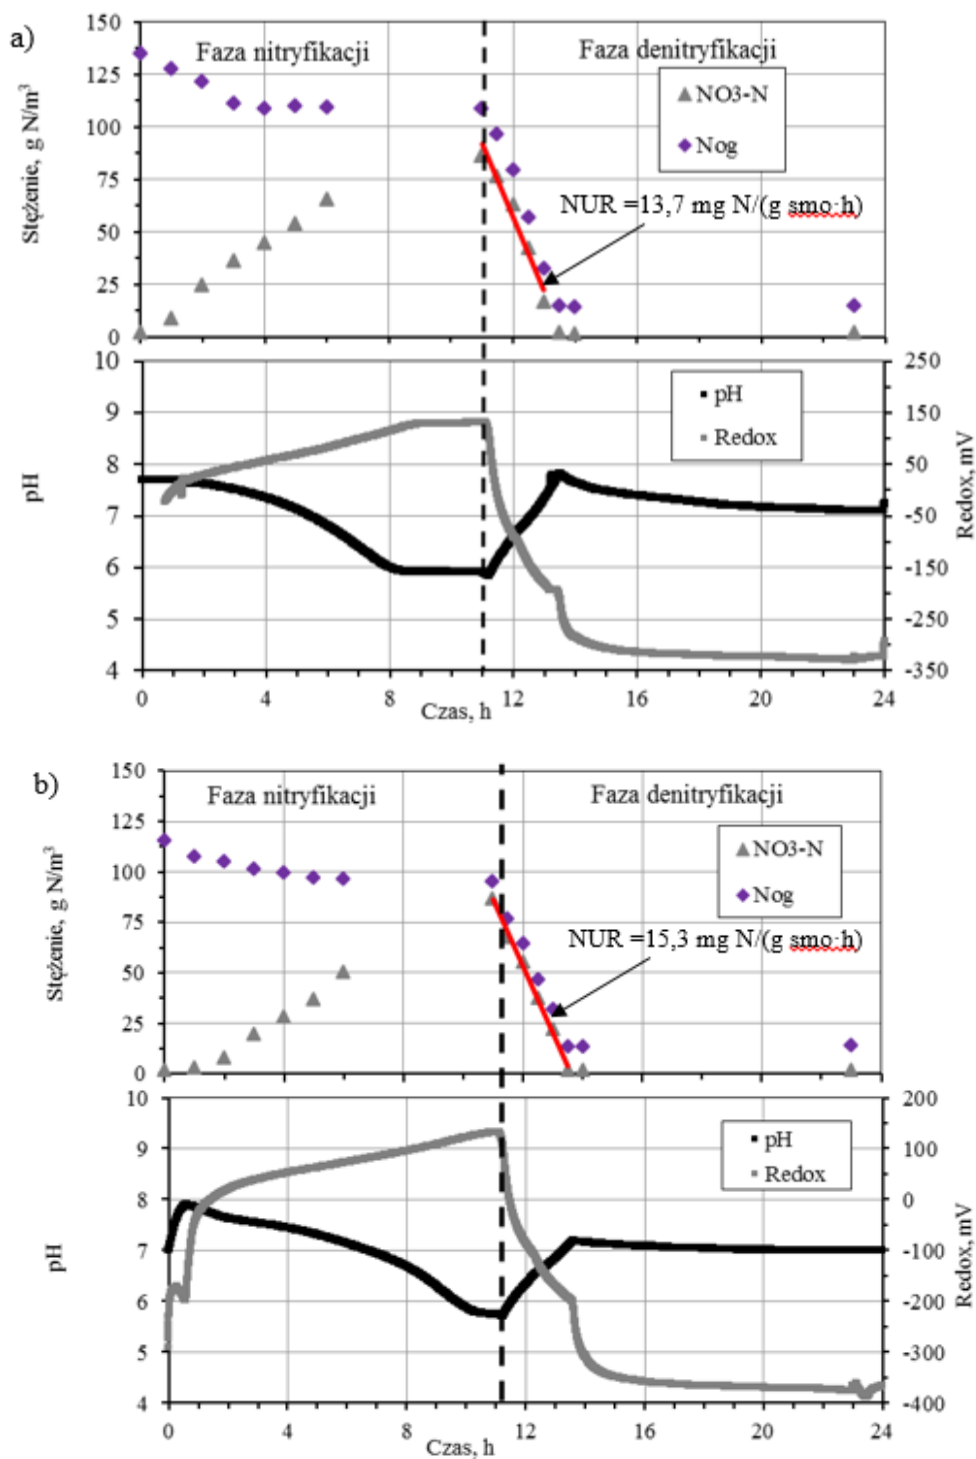 a)
150
125
100
75
50
25
0
Stężenie, g N/m³
Faza nitryfikacji
Faza denitryfikacji
NO3-N
Nog
NUR =13,7 mg N/(g smo·h)
10
9
8
7
6
5
4
pH
250
150
50
-50
-150
-250
-350
Redox, mV
pH
Redox
0 4 8 12 16 20 24
Czas, h
b)
150
125
100
75
50
25
0
Stężenie, g N/m³
Faza nitryfikacji
Faza denitryfikacji
NO3-N
Nog
NUR =15,3 mg N/(g smo·h)
10
9
8
7
6
5
4
pH
200
100
0
-100
-200
-300
-400
Redox, mV
pH
Redox
0 4 8 12 16 20 24
Czas, h